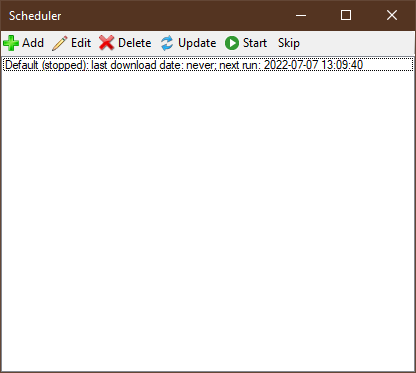 Scheduler
Add Edit Delete Update Start Skip
Default (stopped): last download date: never; next run: 2022-07-07 13:09:40